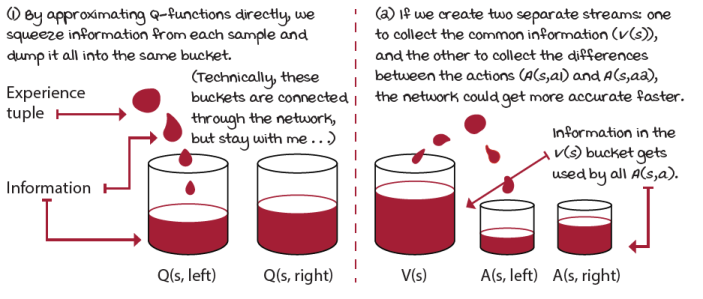 (1) By approximating Q-functions directly, we
squeeze information from each sample and
dump it all into the same bucket.
Experience
tuple
(Technically, these
buckets are connected
through the network,
but stay with me . . .)
Information
Q(s, left)
Q(s, right)
(2) If we create two separate streams: one
to collect the common information (V(s)),
and the other to collect the differences
between the actions (A(s,a1) and A(s,a2)),
the network could get more accurate faster.
Information in the
V(s) bucket gets
used by all A(s,a).
V(s)
A(s, left)
A(s, right)